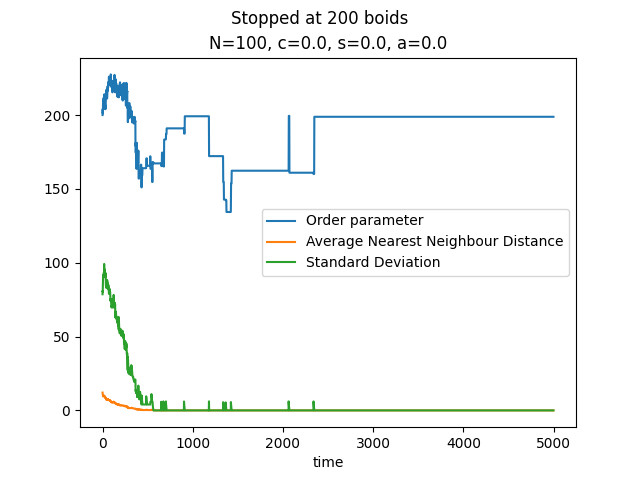 Stopped at 200 boids
N=100, c=0.0, s=0.0, a=0.0
200
150
100
50
0
Order parameter
Average Nearest Neighbour Distance
Standard Deviation
0 1000 2000 3000 4000 5000
time